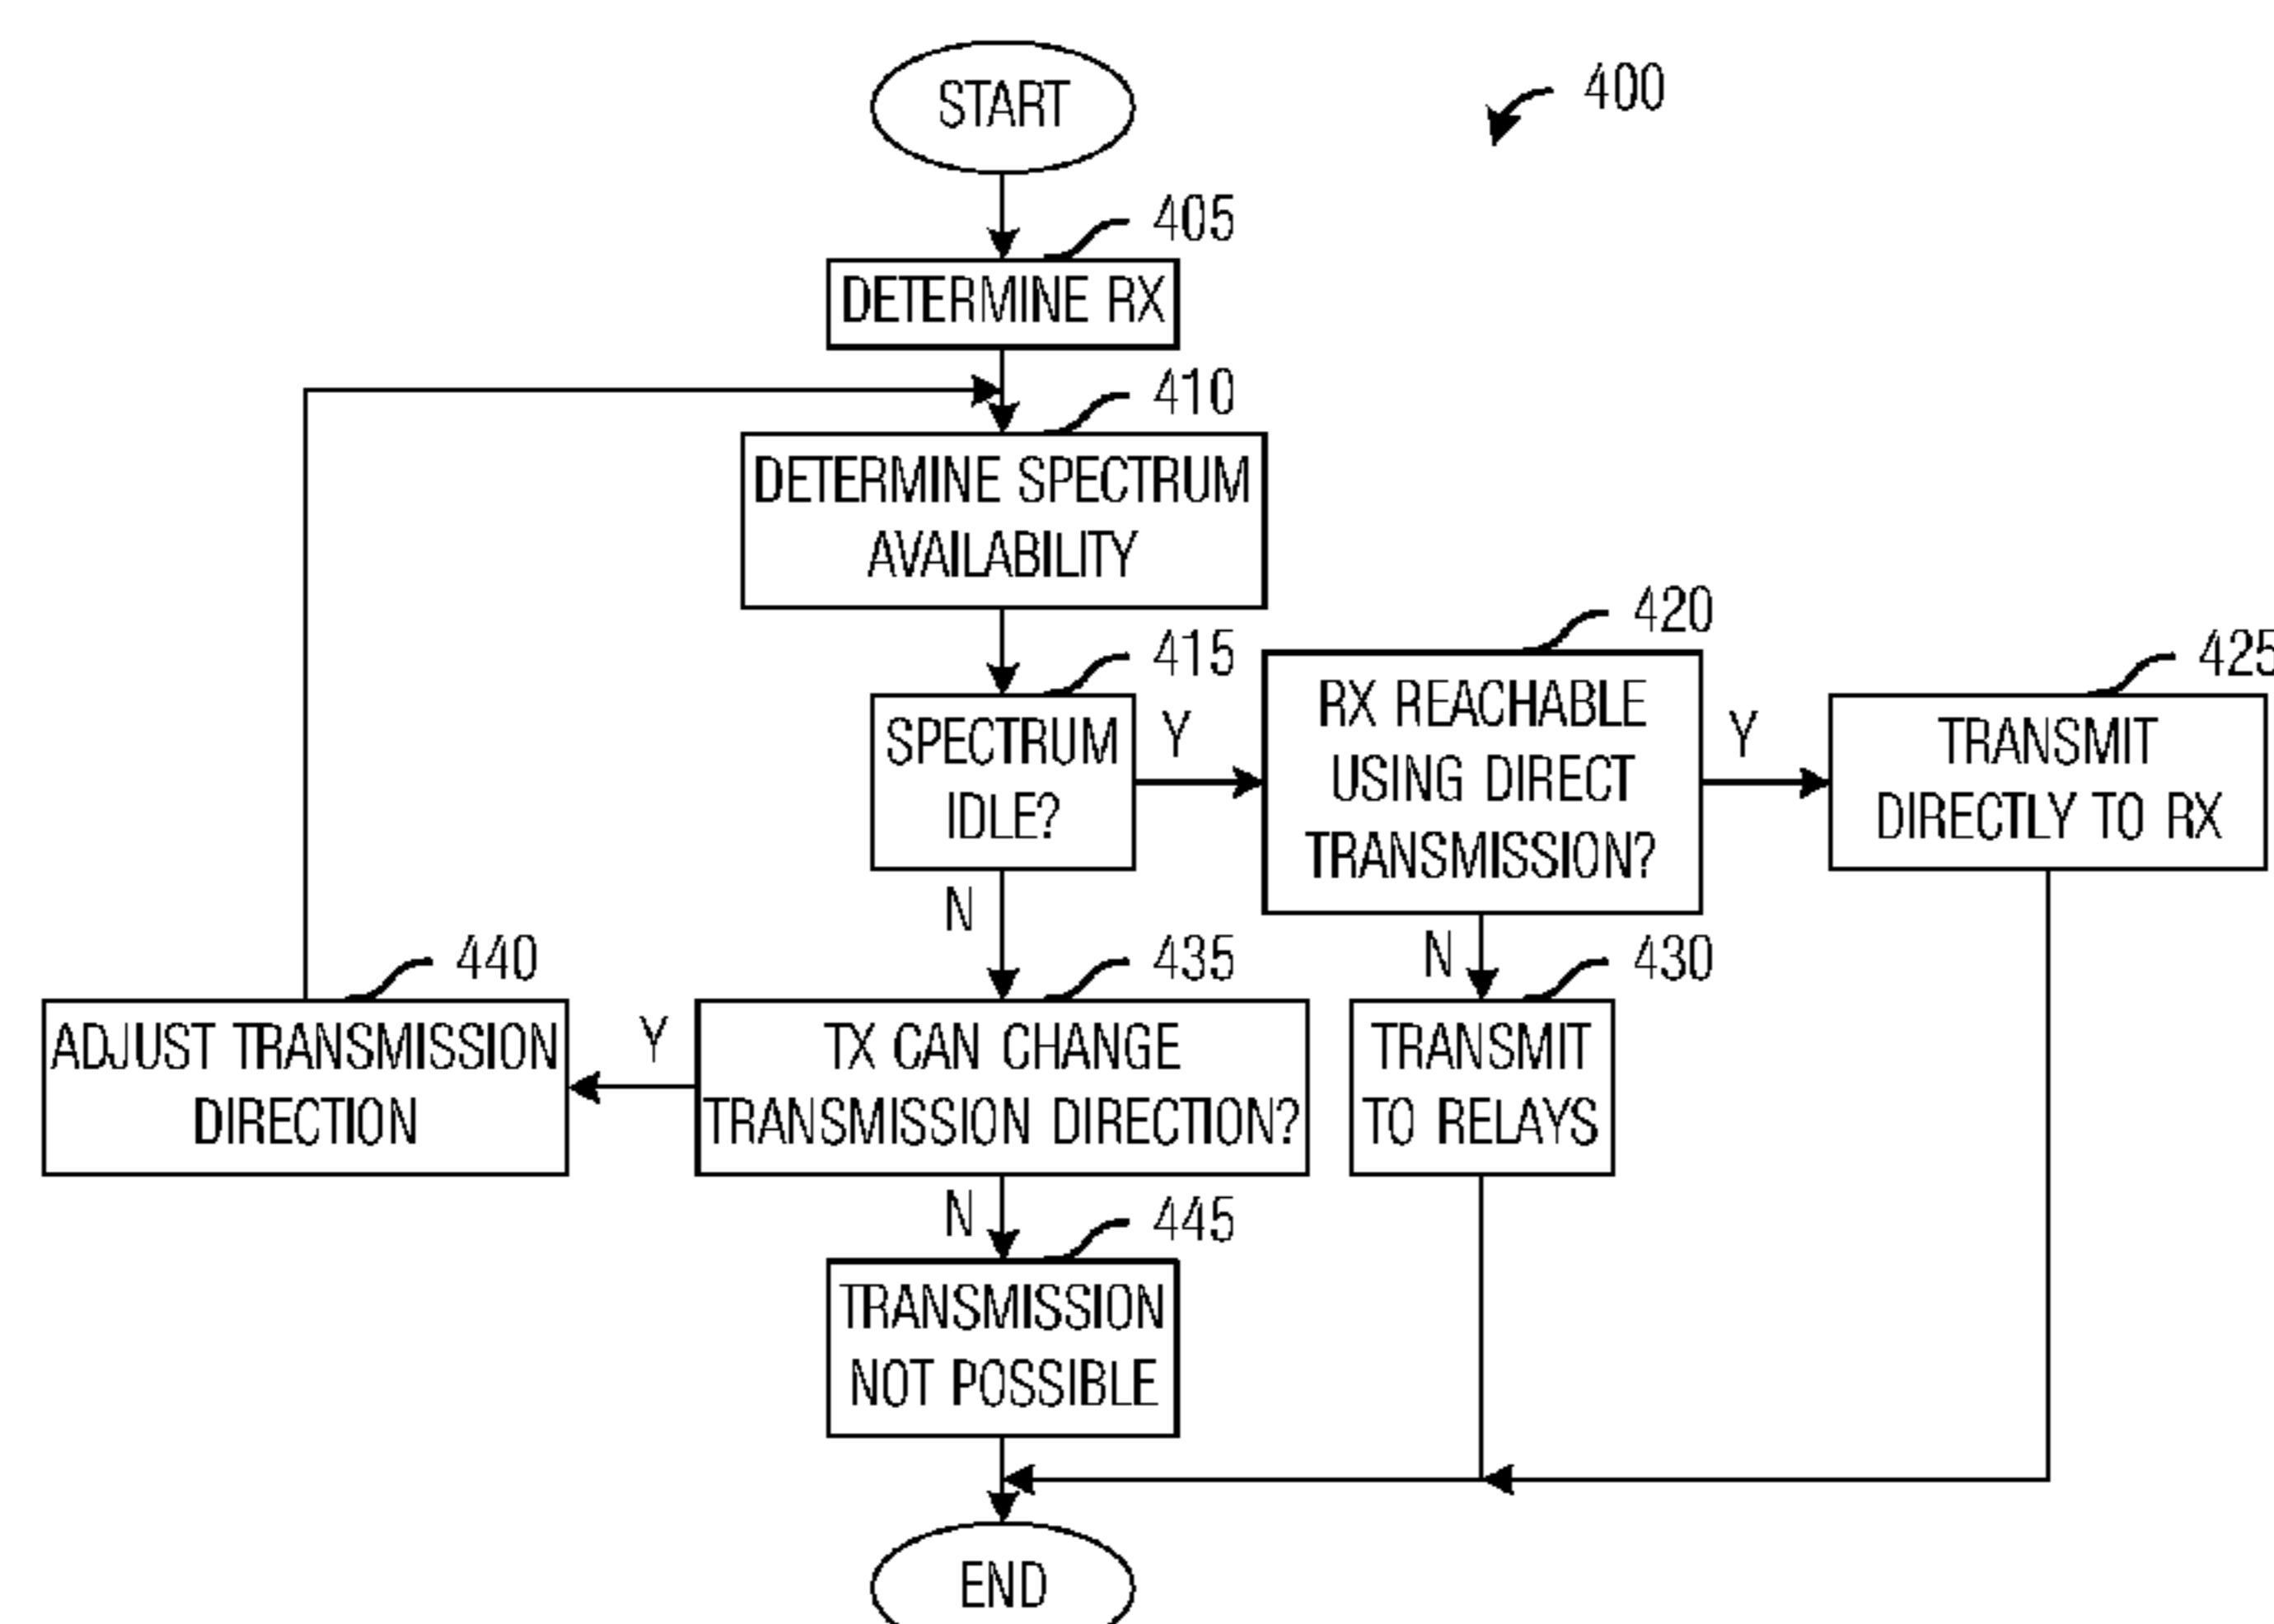 START
400
405
DETERMINE RX
410
DETERMINE SPECTRUM
AVAILABILITY
415
SPECTRUM
IDLE?
Y
420
RX REACHABLE
USING DIRECT
TRANSMISSION?
Y
425
TRANSMIT
DIRECTLY TO RX
N
N
440
ADJUST TRANSMISSION
DIRECTION
Y
435
TX CAN CHANGE
TRANSMISSION DIRECTION?
430
TRANSMIT
TO RELAYS
N
445
TRANSMISSION
NOT POSSIBLE
END